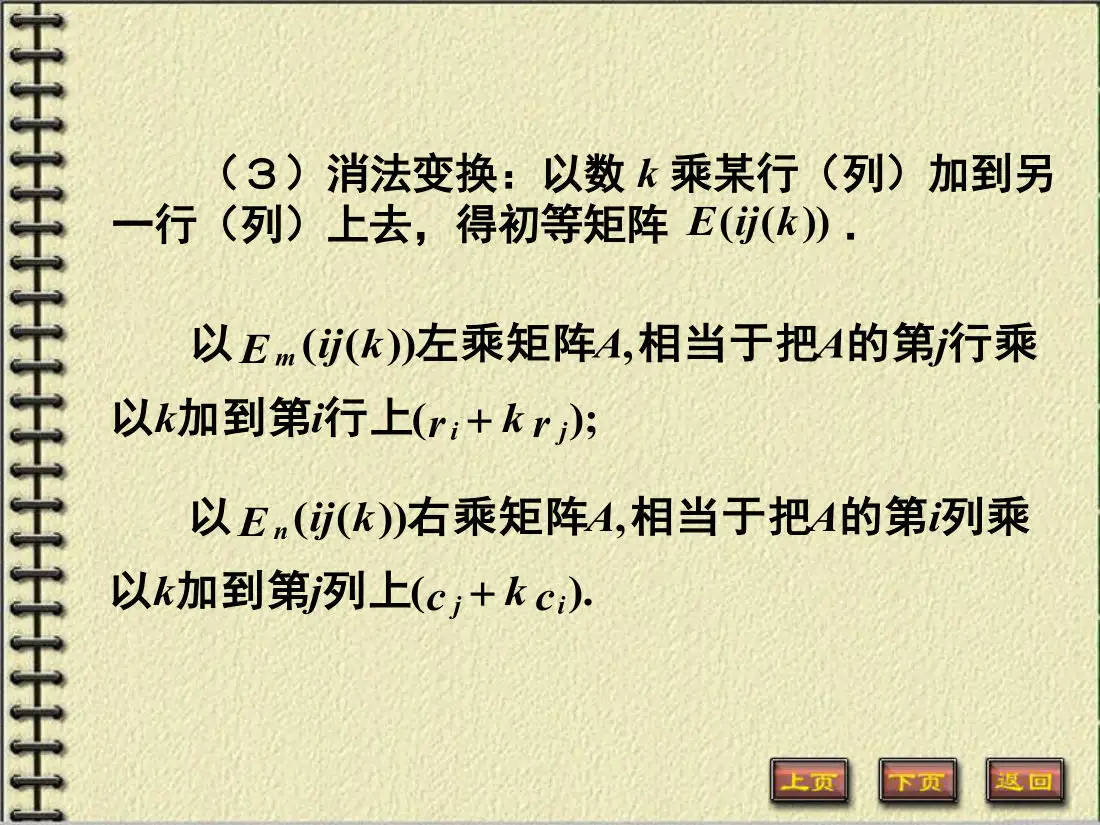 （３）消法变换：以数 k 乘某行（列）加到另
一行（列）上去，得初等矩阵 E(ij(k))．
以 E m (ij(k))左乘矩阵A,相当于把A的第j行乘
以k加到第i行上(r i + k r j);
以 E n (ij(k))右乘矩阵A,相当于把A的第i列乘
以k加到第j列上(c j + k c i).
上页 下页 返回